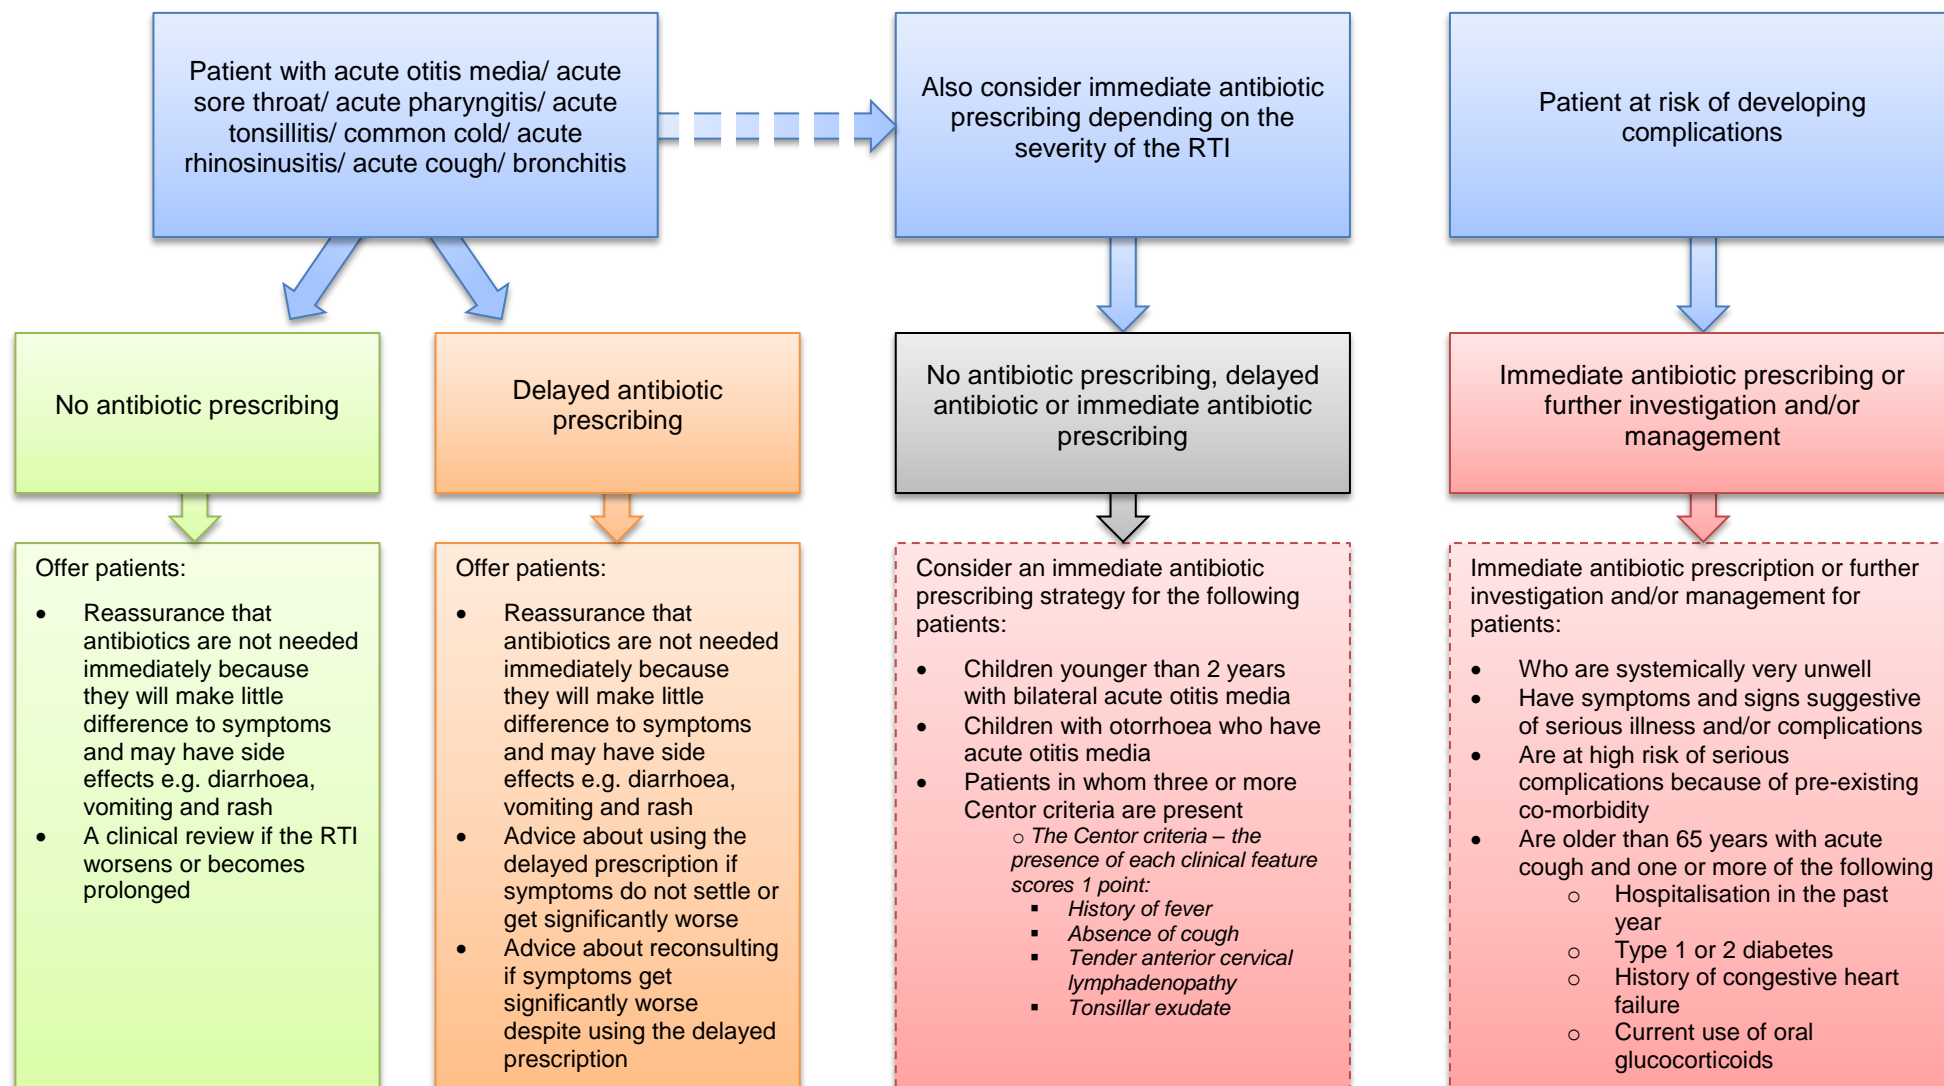 Patient with acute otitis media/ acute
sore throat/ acute pharyngitis/ acute
tonsillitis/ common cold/ acute
rhinosinusitis/ acute cough/ bronchitis
Also consider immediate antibiotic
prescribing depending on the
severity of the RTI
Patient at risk of developing
complications
No antibiotic prescribing
Delayed antibiotic
prescribing
No antibiotic prescribing, delayed
antibiotic or immediate antibiotic
prescribing
Immediate antibiotic prescribing or
further investigation and/or
management
Offer patients:
• Reassurance that
antibiotics are not needed
immediately because
they will make little
difference to symptoms
and may have side
effects e.g. diarrhoea,
vomiting and rash
• A clinical review if the RTI
worsens or becomes
prolonged
Offer patients:
• Reassurance that
antibiotics are not needed
immediately because
they will make little
difference to symptoms
and may have side
effects e.g. diarrhoea,
vomiting and rash
• Advice about using the
delayed prescription if
symptoms do not settle or
get significantly worse
• Advice about reconsulting
if symptoms get
significantly worse
despite using the delayed
prescription
Consider an immediate antibiotic
prescribing strategy for the following
patients:
• Children younger than 2 years
with bilateral acute otitis media
• Children with otorrhoea who have
acute otitis media
• Patients in whom three or more
Centor criteria are present
o The Centor criteria – the
presence of each clinical feature
scores 1 point:
▪ History of fever
▪ Absence of cough
▪ Tender anterior cervical
lymphadenopathy
▪ Tonsillar exudate
Immediate antibiotic prescription or further
investigation and/or management for
patients:
• Who are systemically very unwell
• Have symptoms and signs suggestive
of serious illness and/or complications
• Are at high risk of serious
complications because of pre-existing
co-morbidity
• Are older than 65 years with acute
cough and one or more of the following
o Hospitalisation in the past
year
o Type 1 or 2 diabetes
o History of congestive heart
failure
o Current use of oral
glucocorticoids